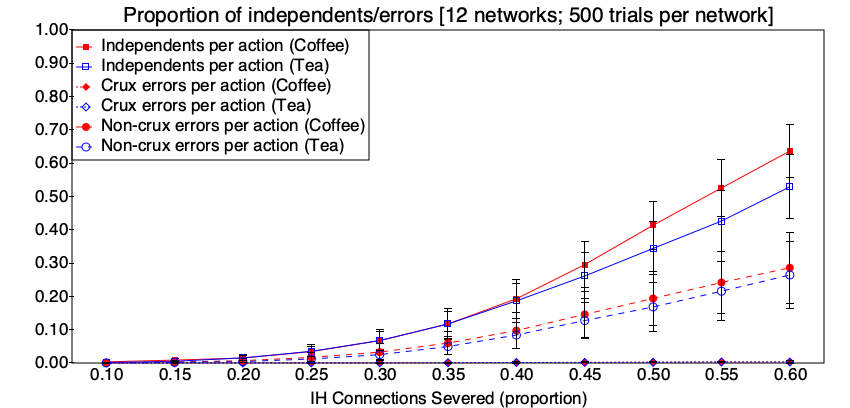 Proportion of independents/errors [12 networks; 500 trials per network]
1.00
0.90
0.80
0.70
0.60
0.50
0.40
0.30
0.20
0.10
0.00
Independents per action (Coffee)
Independents per action (Tea)
Crux errors per action (Coffee)
Crux errors per action (Tea)
Non-crux errors per action (Coffee)
Non-crux errors per action (Tea)
0.10 0.15 0.20 0.25 0.30 0.35 0.40 0.45 0.50 0.55 0.60
IH Connections Severed (proportion)